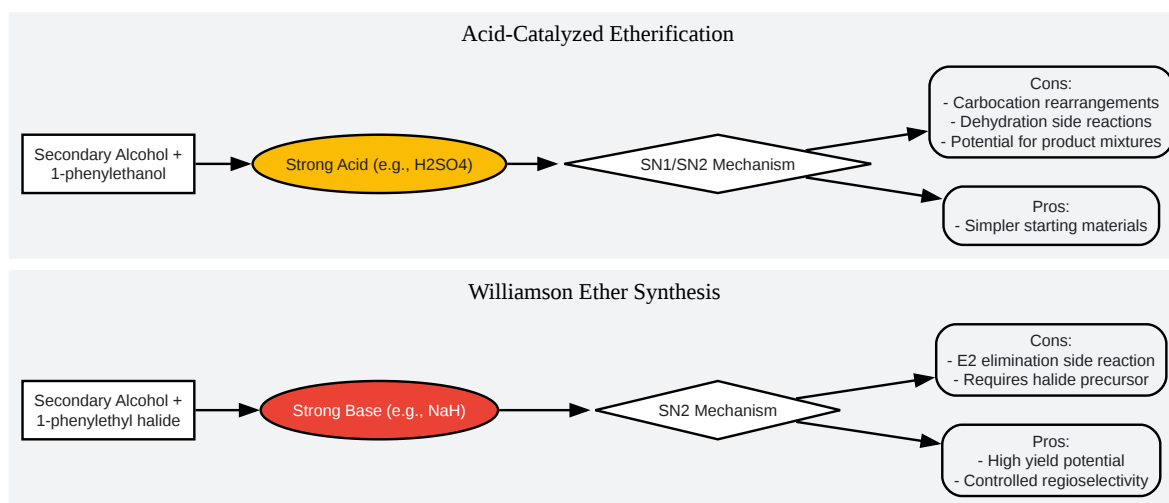 Acid-Catalyzed Etherification
Secondary Alcohol +
1-phenylethanol
Strong Acid (e.g., H2SO4)
SN1/SN2 Mechanism
Cons:
- Carbocation rearrangements
- Dehydration side reactions
- Potential for product mixtures
Pros:
- Simpler starting materials
Williamson Ether Synthesis
Secondary Alcohol +
1-phenylethyl halide
Strong Base (e.g., NaH)
SN2 Mechanism
Cons:
- E2 elimination side reaction
- Requires halide precursor
Pros:
- High yield potential
- Controlled regioselectivity